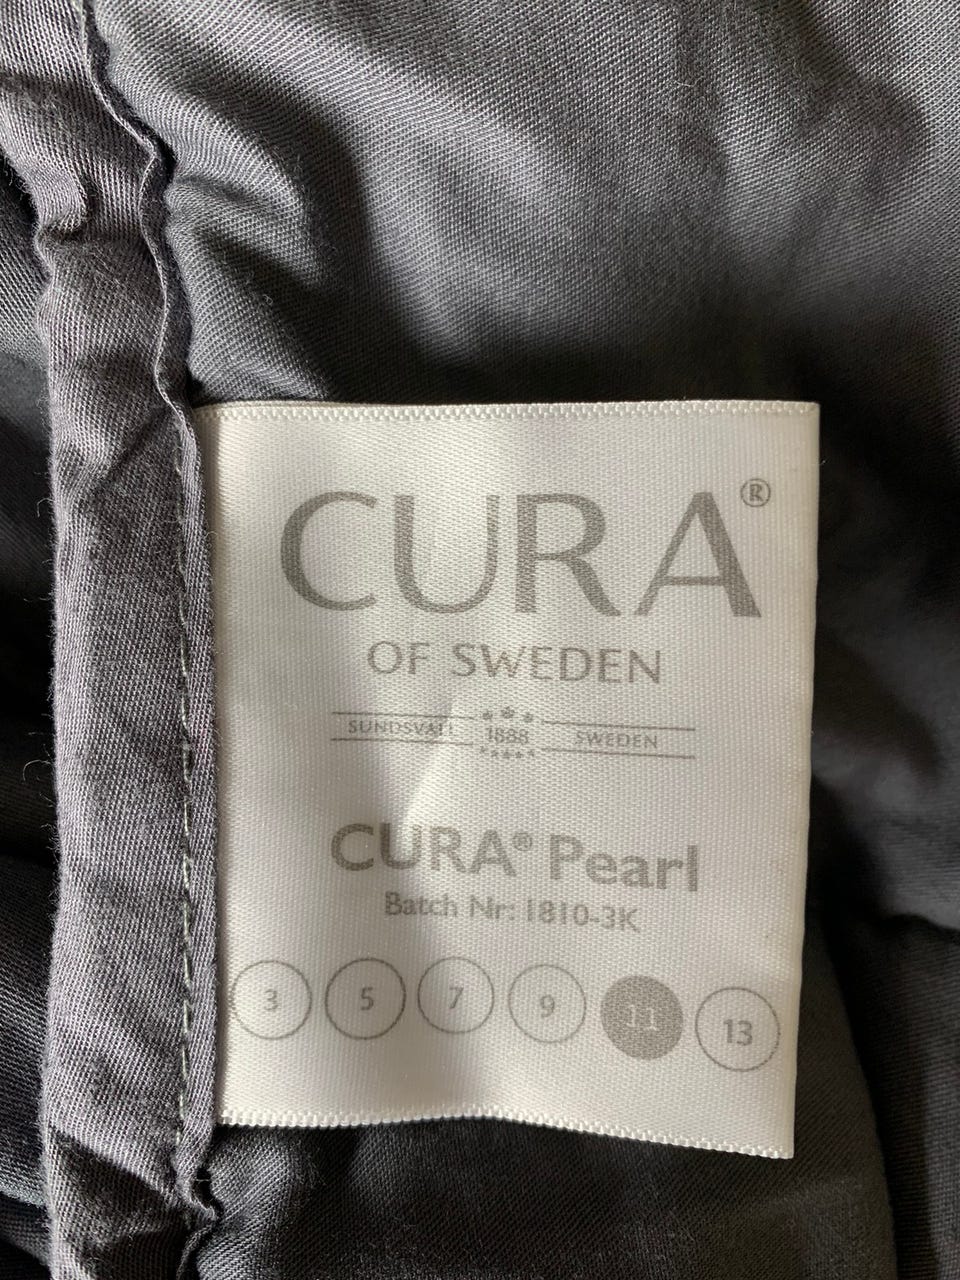 CURA®
OF SWEDEN
SUNDSVALL 1888 SWEDEN
CURA® Pearl
Batch Nr: 1810-3K
3 5 7 9 11 13